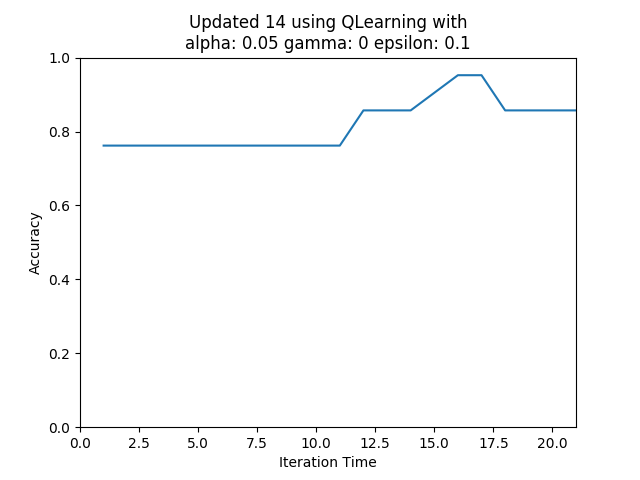 Updated 14 using QLearning with
alpha: 0.05 gamma: 0 epsilon: 0.1
1.0
0.8
0.6
0.4
0.2
0.0
Accuracy
0.0 2.5 5.0 7.5 10.0 12.5 15.0 17.5 20.0
Iteration Time